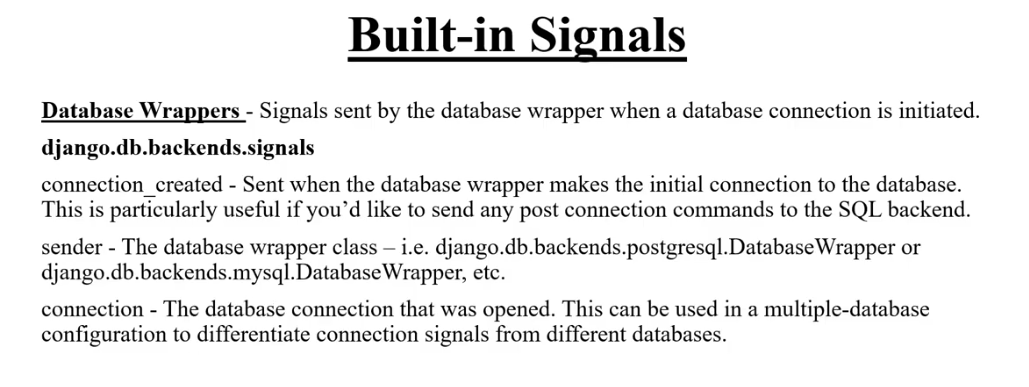 Built-in Signals
Database Wrappers - Signals sent by the database wrapper when a database connection is initiated.
django.db.backends.signals
connection_created - Sent when the database wrapper makes the initial connection to the database.
This is particularly useful if you’d like to send any post connection commands to the SQL backend.
sender - The database wrapper class – i.e. django.db.backends.postgresql.DatabaseWrapper or
django.db.backends.mysql.DatabaseWrapper, etc.
connection - The database connection that was opened. This can be used in a multiple-database
configuration to differentiate connection signals from different databases.